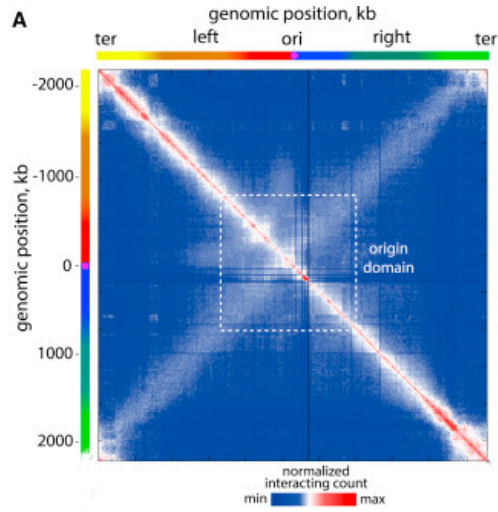 A
genomic position, kb
ter left ori right ter
genomic position, kb
-2000
-1000
0
1000
2000
origin
domain
normalized
interacting count
min max